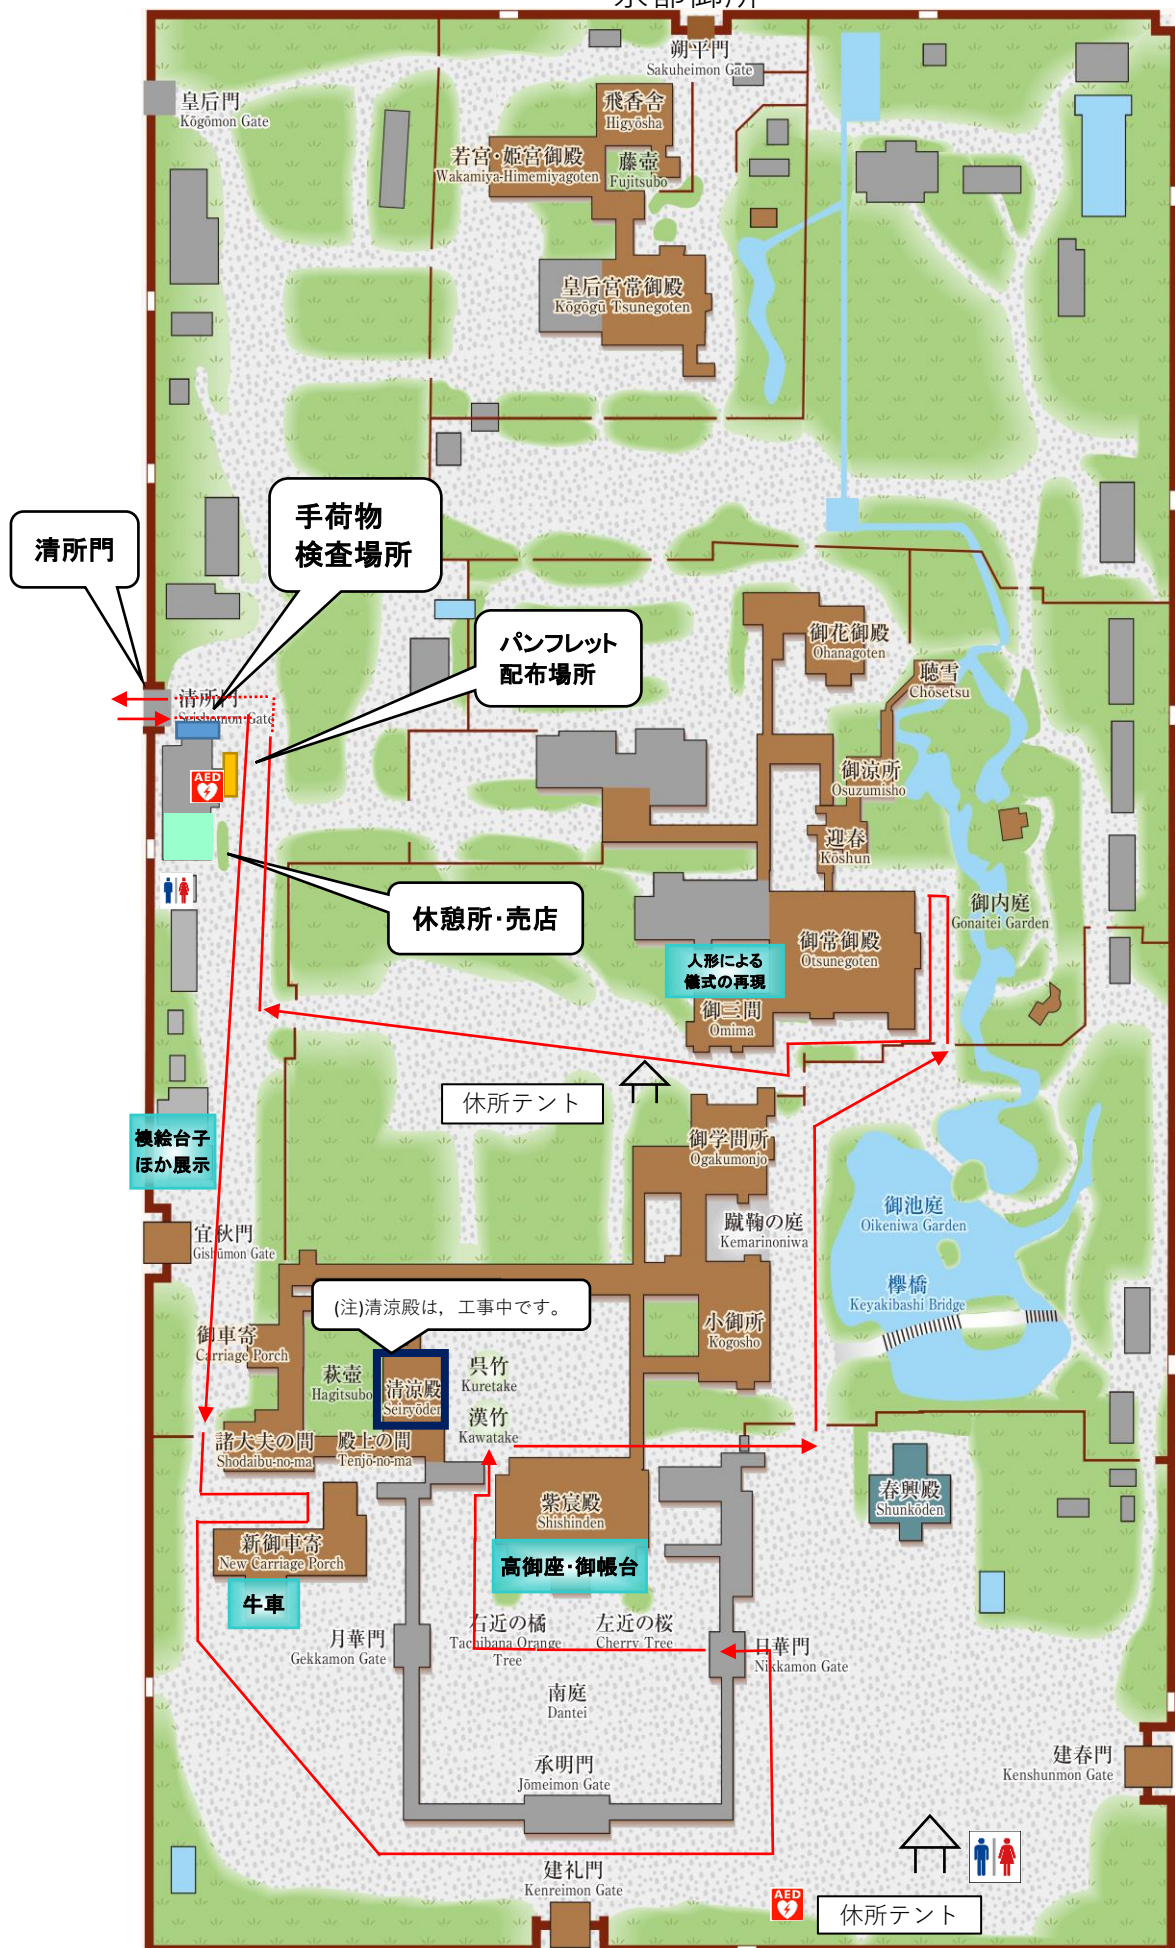 京都御所
朔平門
Sakuheimon Gate
皇后門
Kōgōmon Gate
飛香舎
Higyōsha
若宮・姫宮御殿
Wakamiya-Himemiyagoten
藤壺
Fujitsubo
皇后宮常御殿
Kōgōgū Tsunegoten
手荷物
検査場所
清所門
パンフレット
配布場所
御花御殿
Ohanagoten
聴雪
Chōsetsu
清所門
Seishomon Gate
AED
御涼所
Osuzumisho
迎春
Kōshun
休憩所・売店
御内庭
Gonaitei Garden
御常御殿
Otsunegoten
人形による
儀式の再現
御三間
Omima
休所テント
襖絵台子
ほか展示
御学問所
Ogakumonjo
蹴鞠の庭
Kemarinoniwa
御池庭
Oikeniwa Garden
宜秋門
Gishūmon Gate
欅橋
Keyakibashi Bridge
(注)清涼殿は，工事中です。
小御所
Kogosho
御車寄
Carriage Porch
萩壺
Hagitsubo
清涼殿
Seiryōden
呉竹
Kuretake
漢竹
Kawatake
諸大夫の間
Shodaibu-no-ma
殿上の間
Tenjō-no-ma
紫宸殿
Shishinden
春興殿
Shunkōden
新御車寄
New Carriage Porch
高御座・御帳台
牛車
右近の橘
Tachibana Orange
Tree
左近の桜
Cherry Tree
月華門
Gekkamon Gate
日華門
Nikkamon Gate
南庭
Dantei
承明門
Jōmeimon Gate
建春門
Kenshunmon Gate
建礼門
Kenreimon Gate
AED
休所テント